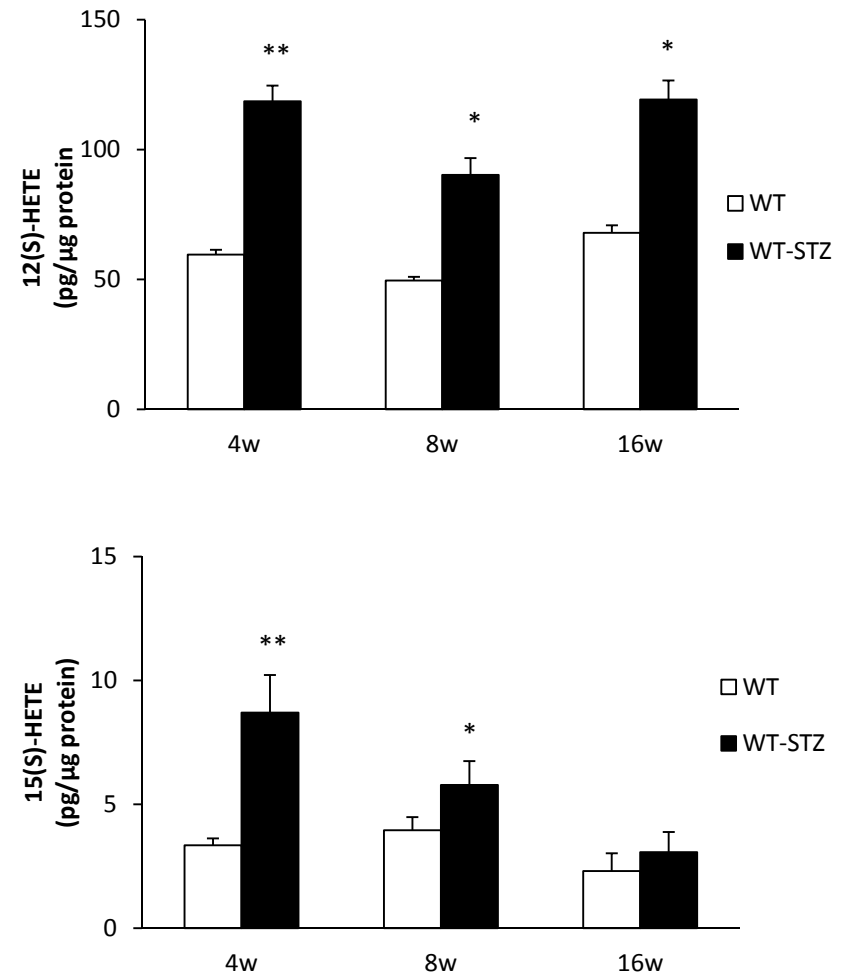 150
100
50
0
12(S)-HETE
(pg/µg protein
**
*
*
4w 8w 16w
WT
WT-STZ
15
10
5
0
15(S)-HETE
(pg/µg protein)
**
*
4w 8w 16w
WT
WT-STZ